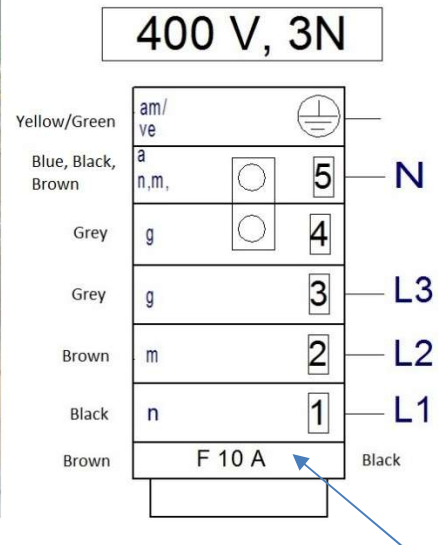 400 V, 3N
Yellow/Green am/
ve
Blue, Black, a
Brown n,m, 5 N
Grey g 4
Grey g 3 L3
Brown m 2 L2
Black n 1 L1
Brown F 10 A Black